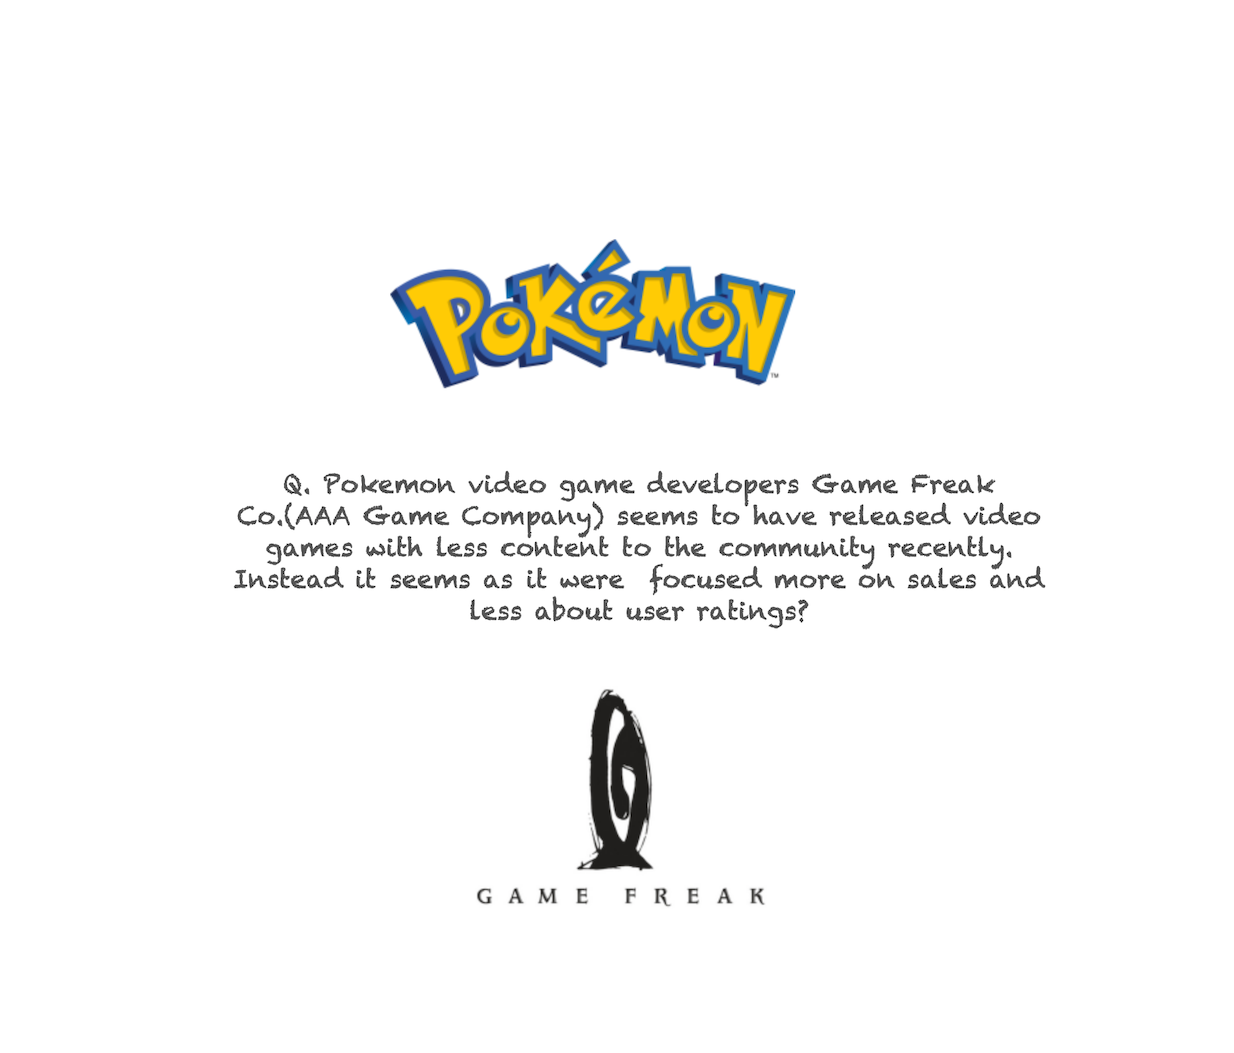 Pokémon
TM
Q. Pokemon video game developers Game Freak
Co.(AAA Game Company) seems to have released video
games with less content to the community recently.
Instead it seems as it were  focused more on sales and
less about user ratings?
GAME FREAK